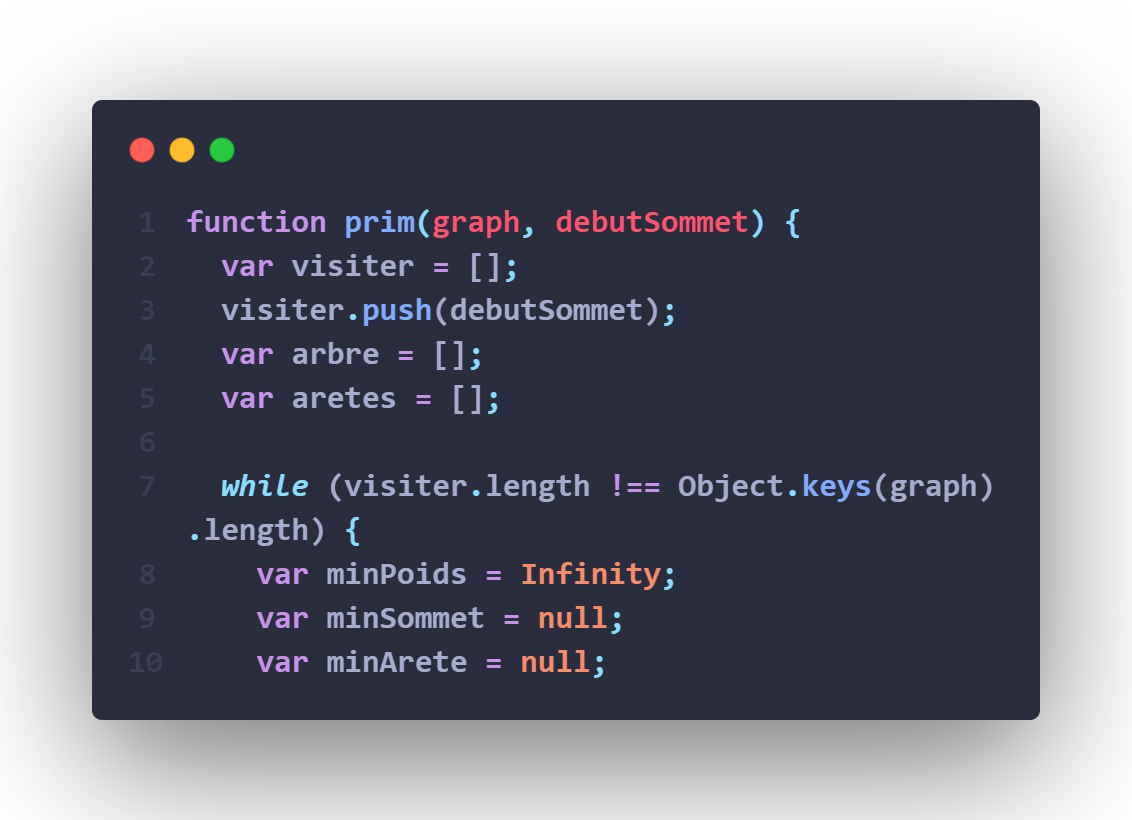 1 function prim(graph, debutSommet) {
2   var visiter = [];
3   visiter.push(debutSommet);
4   var arbre = [];
5   var aretes = [];
6
7   while (visiter.length !== Object.keys(graph)
.length) {
8     var minPoids = Infinity;
9     var minSommet = null;
10     var minArete = null;